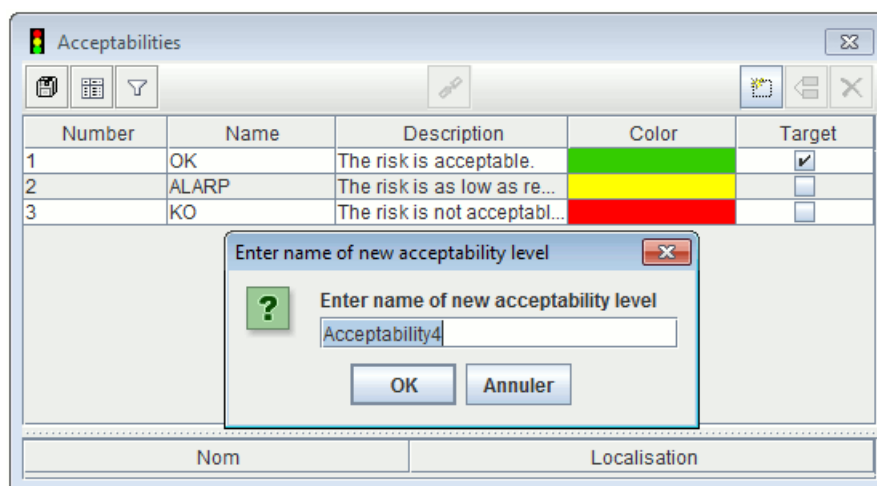 Acceptabilities
Number Name Description Color Target
1 OK The risk is acceptable.
2 ALARP The risk is as low as re...
3 KO The risk is not acceptabl...
Enter name of new acceptability level
Enter name of new acceptability level
Acceptability4
OK Annuler
Nom Localisation